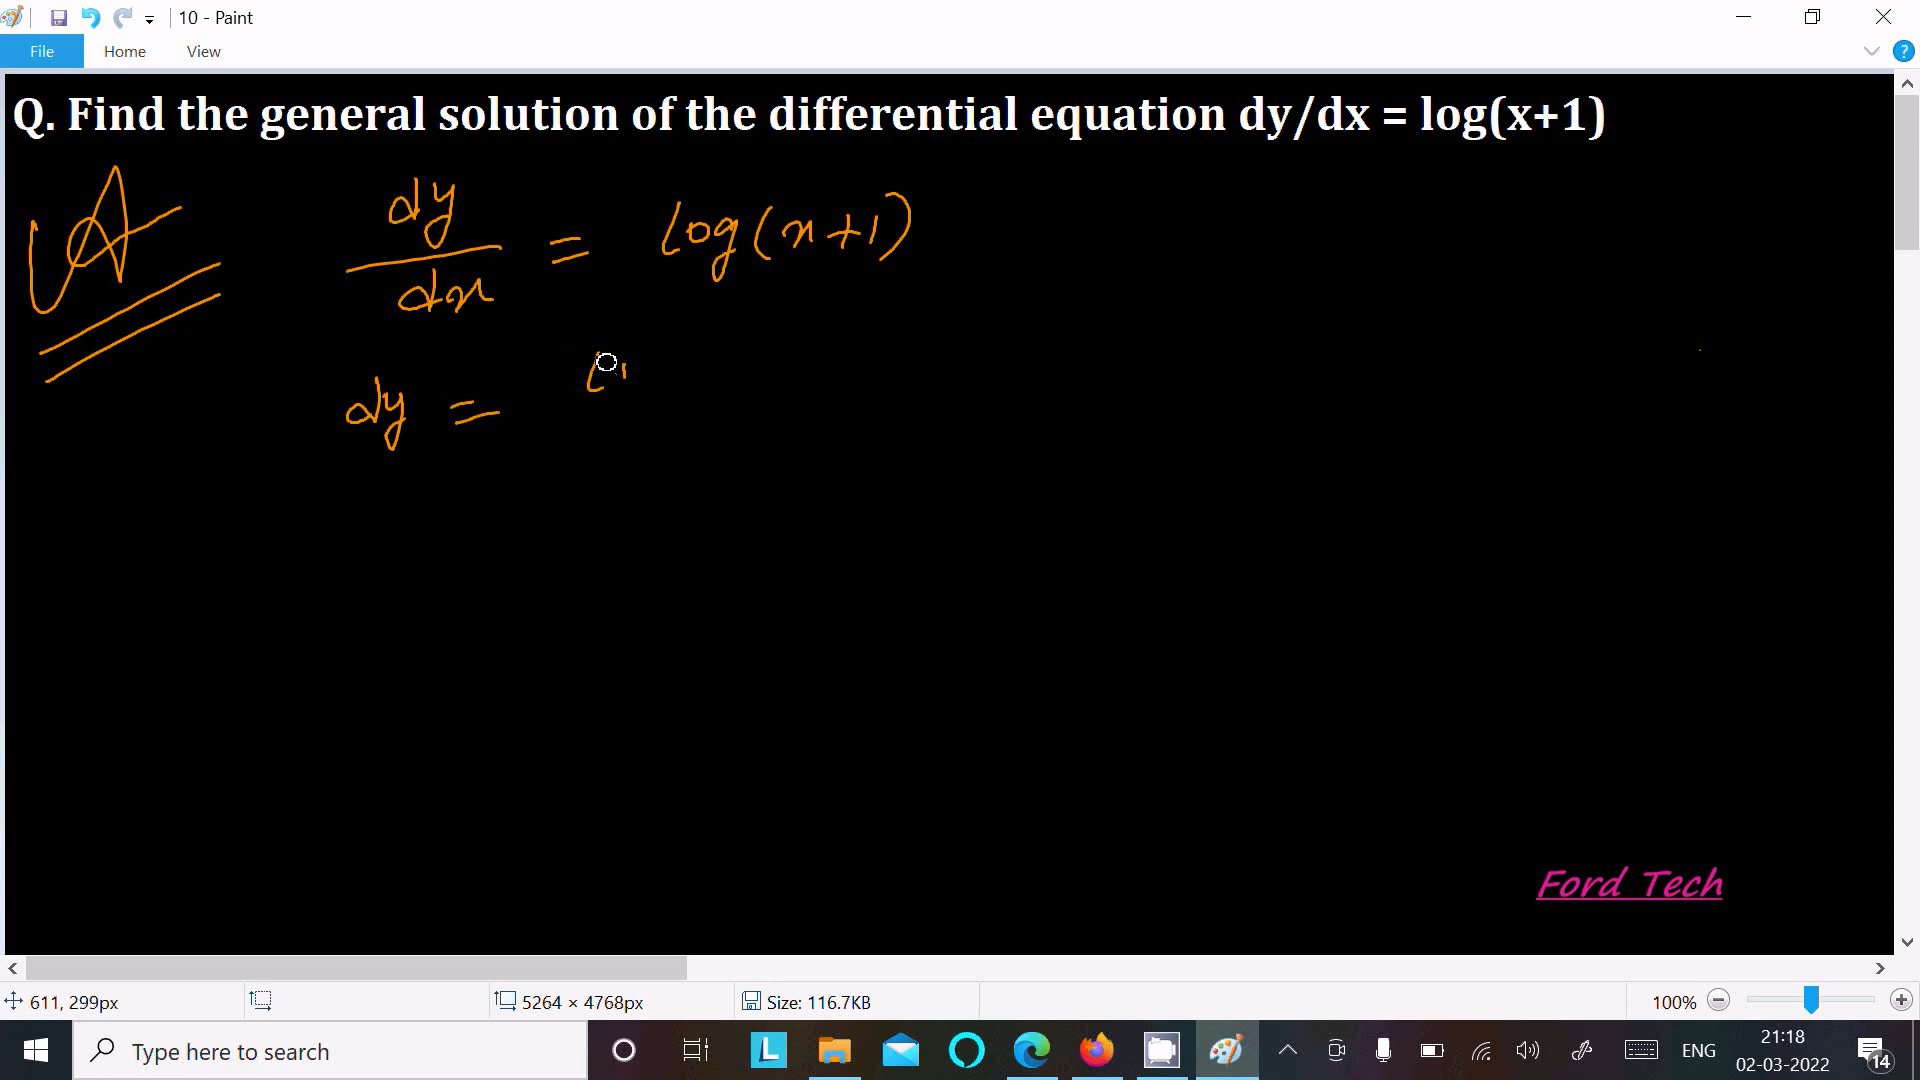 10 - Paint
File Home View
Q. Find the general solution of the differential equation dy/dx = log(x+1)
dy/dx = log(x+1)
dy =
Ford Tech
611, 299px 5264 × 4768px Size: 116.7KB 100%
Type here to search
L
ENG
21:18
02-03-2022
14